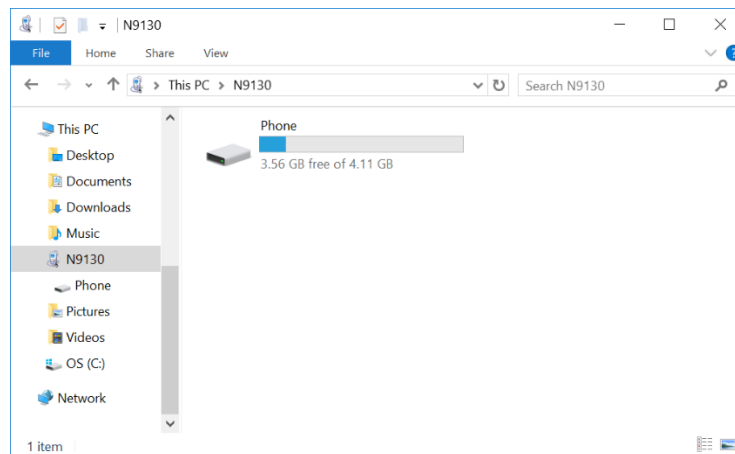 N9130
File Home Share View
This PC > N9130
Search N9130
This PC
Desktop
Documents
Downloads
Music
N9130
Phone
Pictures
Videos
OS (C:)
Network
Phone
3.56 GB free of 4.11 GB
1 item